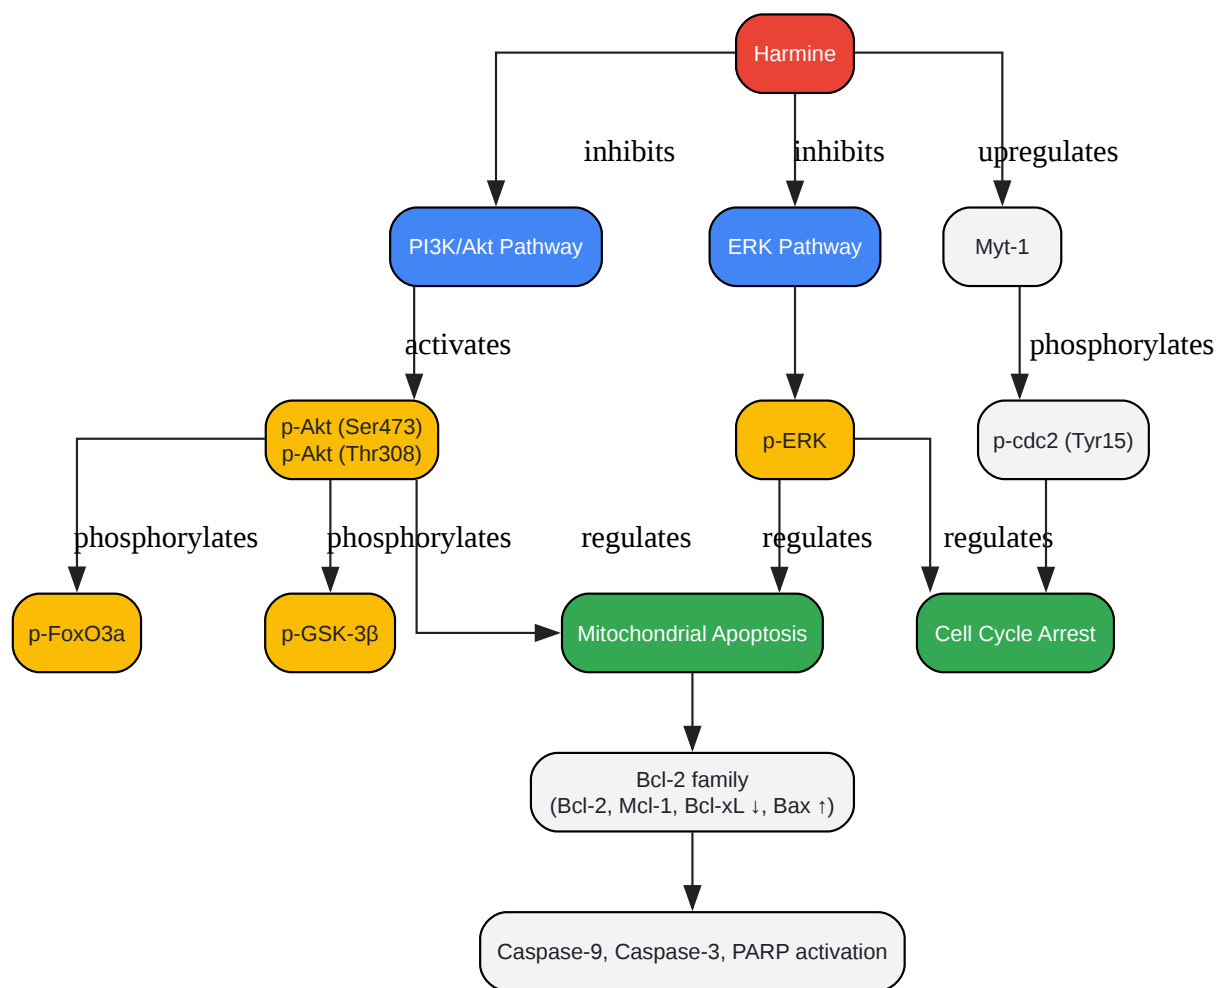 Harmine
inhibits
inhibits
upregulates
PI3K/Akt Pathway
ERK Pathway
Myt-1
activates
phosphorylates
p-Akt (Ser473)
p-Akt (Thr308)
p-ERK
p-cdc2 (Tyr15)
phosphorylates
phosphorylates
regulates
regulates
regulates
p-FoxO3a
p-GSK-3β
Mitochondrial Apoptosis
Cell Cycle Arrest
Bcl-2 family
(Bcl-2, Mcl-1, Bcl-xL ↓, Bax ↑)
Caspase-9, Caspase-3, PARP activation